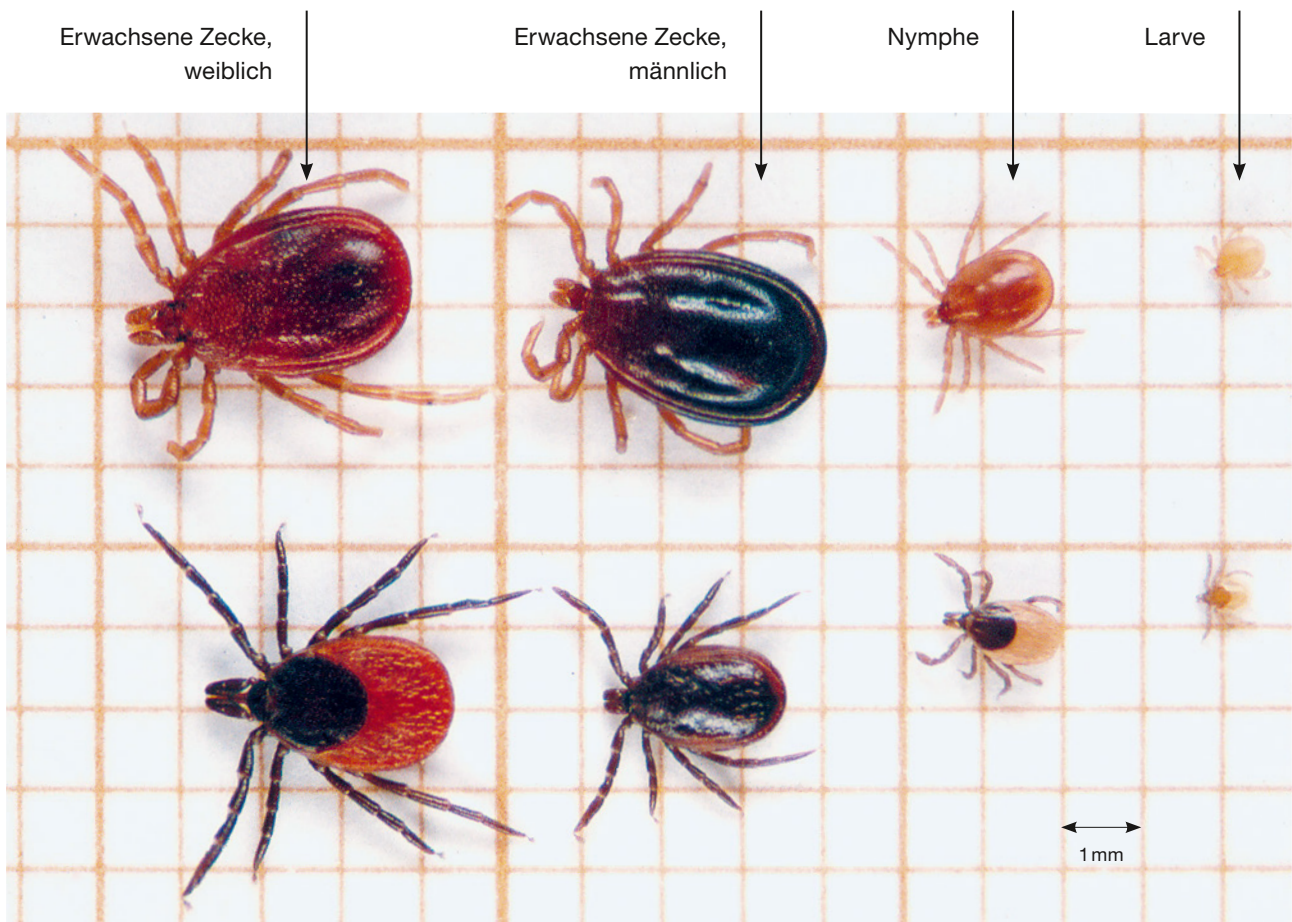 Erwachsene Zecke,
weiblich
Erwachsene Zecke,
männlich
Nymphe
Larve
1 mm